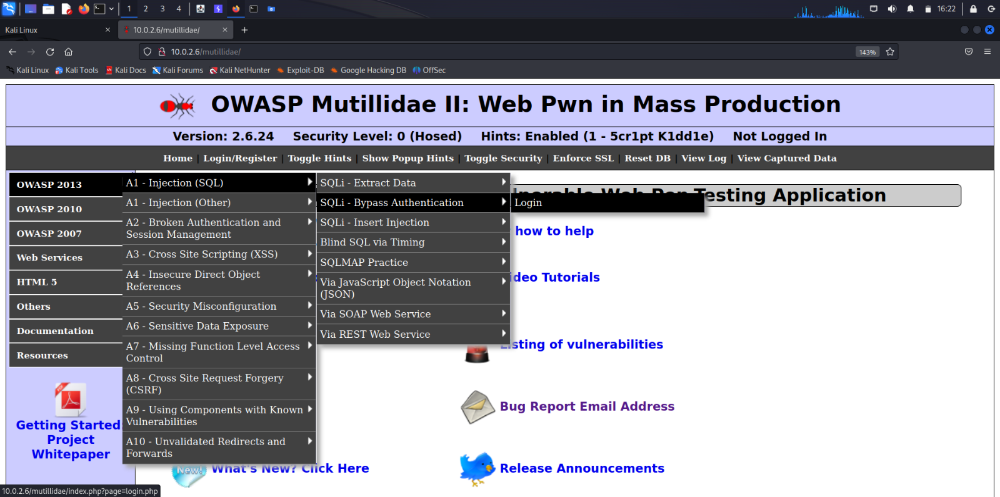 1 2 3 4 16:22
Kali Linux
10.0.2.6/mutillidae/
10.0.2.6/mutillidae/
143%
Kali Linux Kali Tools Kali Docs Kali Forums Kali NetHunter Exploit-DB Google Hacking DB OffSec
OWASP Mutillidae II: Web Pwn in Mass Production
Version: 2.6.24 Security Level: 0 (Hosed) Hints: Enabled (1 - 5cr1pt K1dd1e) Not Logged In
Home | Login/Register | Toggle Hints | Show Popup Hints | Toggle Security | Enforce SSL | Reset DB | View Log | View Captured Data
OWASP 2013
OWASP 2010
OWASP 2007
Web Services
HTML 5
Others
Documentation
Resources
Getting Started:
Project
Whitepaper
A1 - Injection (SQL)
A1 - Injection (Other)
A2 - Broken Authentication and
Session Management
A3 - Cross Site Scripting (XSS)
A4 - Insecure Direct Object
References
A5 - Security Misconfiguration
A6 - Sensitive Data Exposure
A7 - Missing Function Level Access
Control
A8 - Cross Site Request Forgery
(CSRF)
A9 - Using Components with Known
Vulnerabilities
A10 - Unvalidated Redirects and
Forwards
SQLi - Extract Data
SQLi - Bypass Authentication
SQLi - Insert Injection
Blind SQL via Timing
SQLMAP Practice
Via JavaScript Object Notation
(JSON)
Via SOAP Web Service
Via REST Web Service
Login
Web Pen Testing Application
how to help
Video Tutorials
Listing of vulnerabilities
Bug Report Email Address
New!
What's New? Click Here
Release Announcements
10.0.2.6/mutillidae/index.php?page=login.php